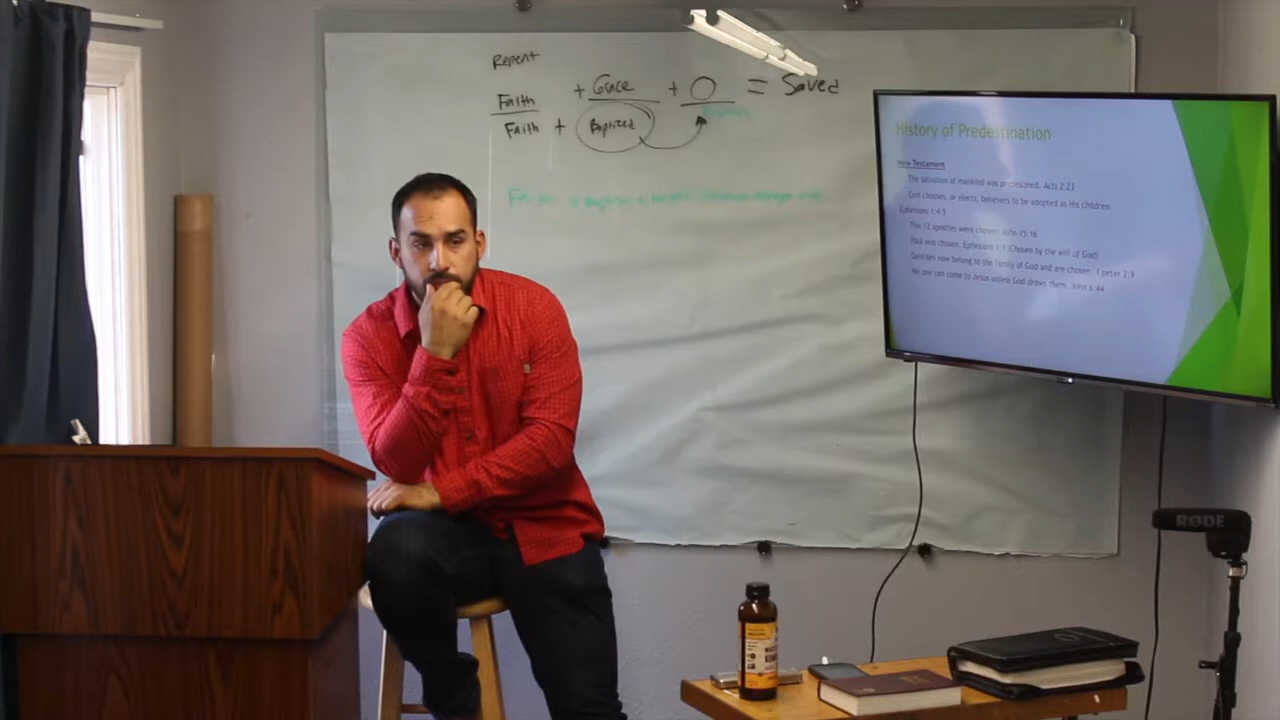 Repent
Faith + Grace + O = Saved
Faith + Baptized
History of Predestination
New Testament
The salvation of mankind was predestined. Acts 2:23
God chooses, or elects, believers to be adopted as His children.
Ephesians 1:4-5
The 12 apostles were chosen. John 15:16
Paul was chosen. Ephesians 1:1 (Chosen by the will of God)
Gentiles now belong to the family of God and are chosen. 1 Peter 2:9
No one can come to Jesus unless God draws them. John 6:44
RØDE